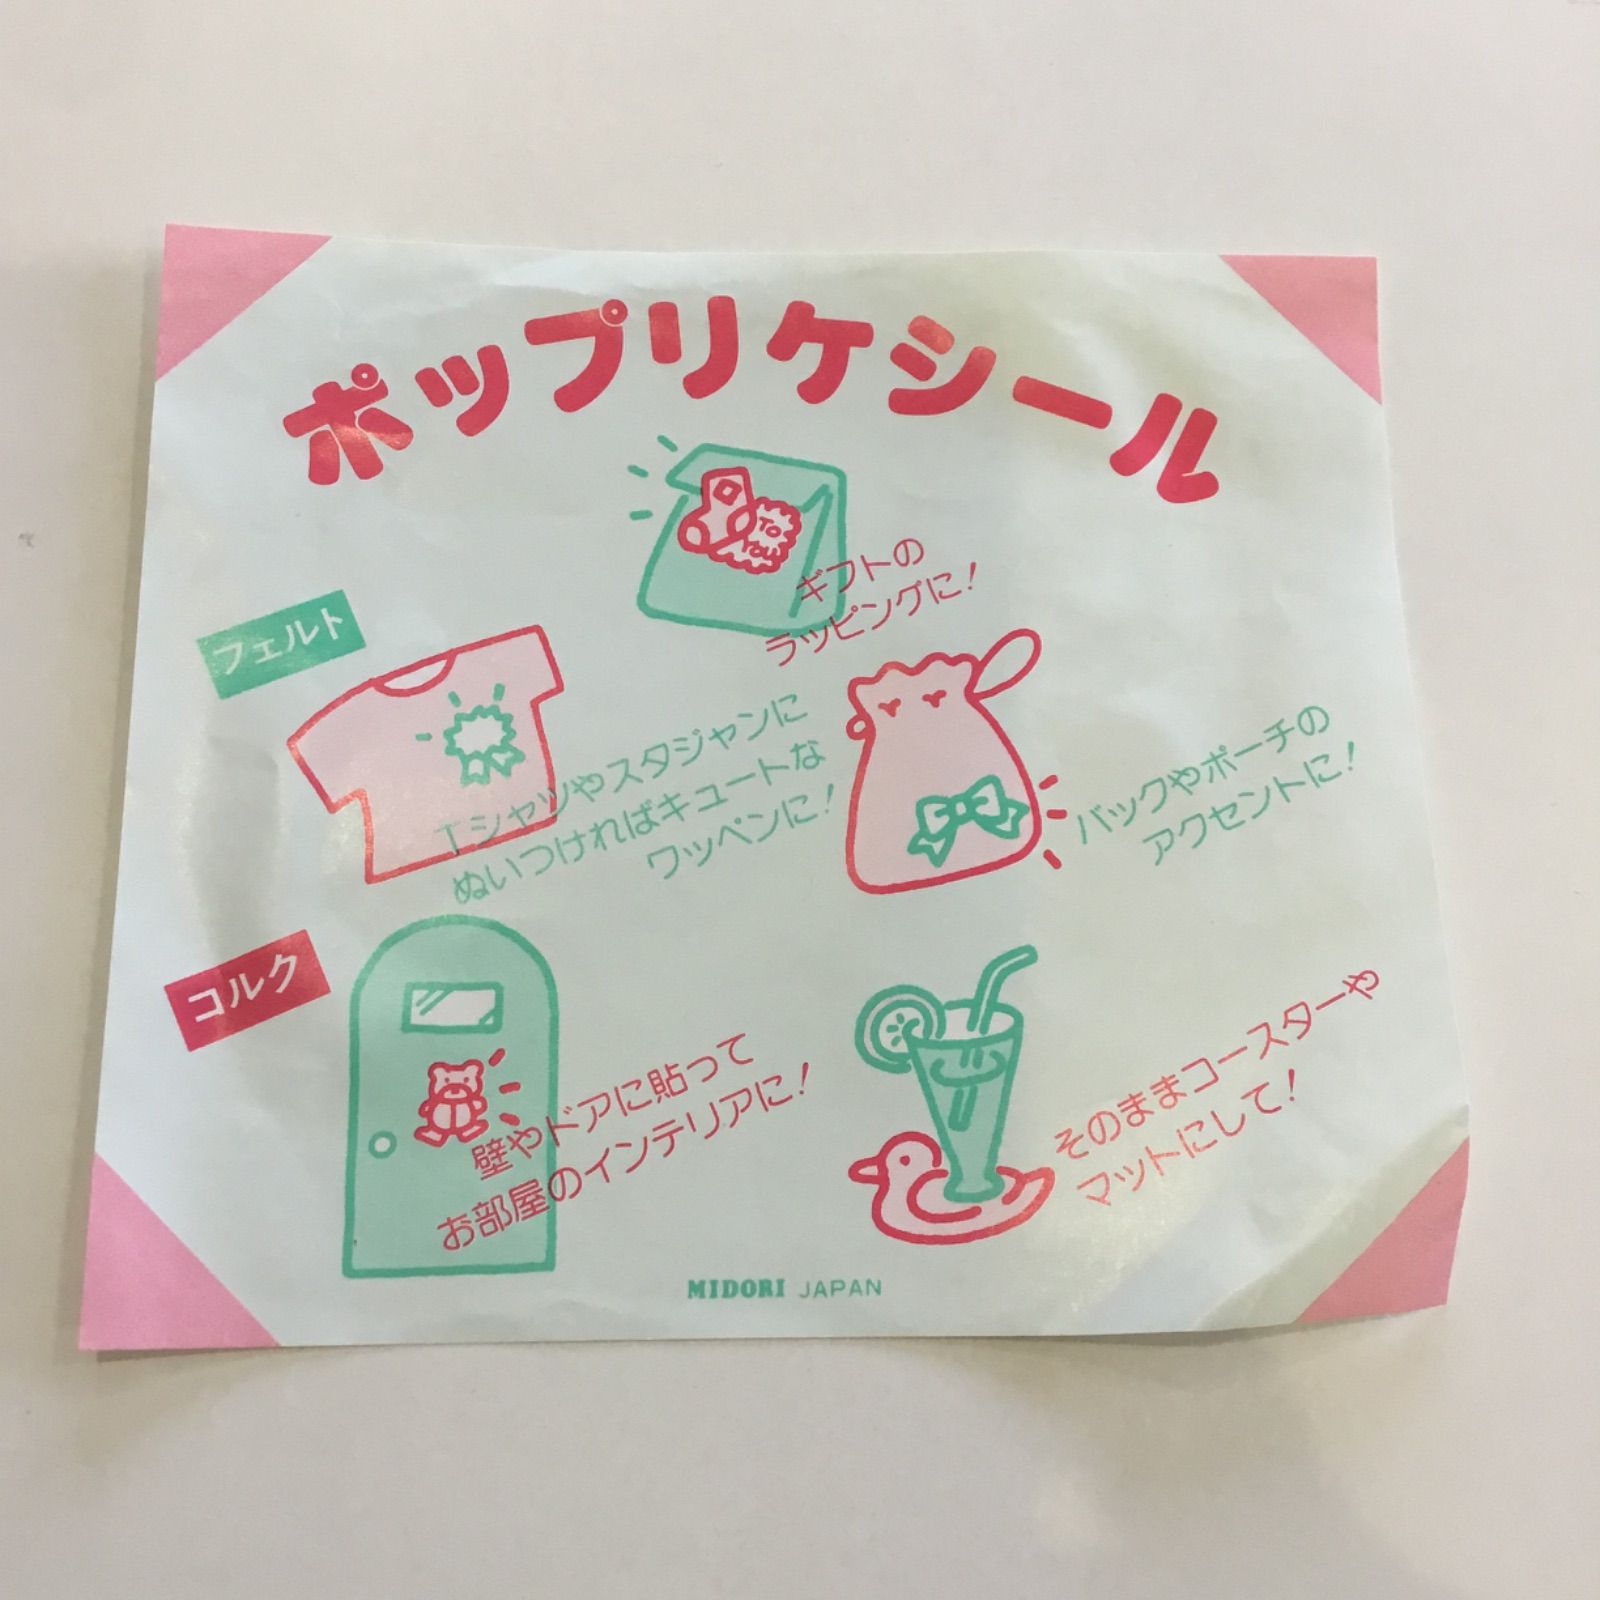 ポップリケシール
TO
YOU
ギフトの
ラッピングに!
フェルト
Tシャツやスタジャンに
ぬいつければキュートな
ワッペンに!
バックやポーチの
アクセントに!
コルク
壁やドアに貼って
お部屋のインテリアに!
そのままコースターや
マットにして!
MIDORI JAPAN